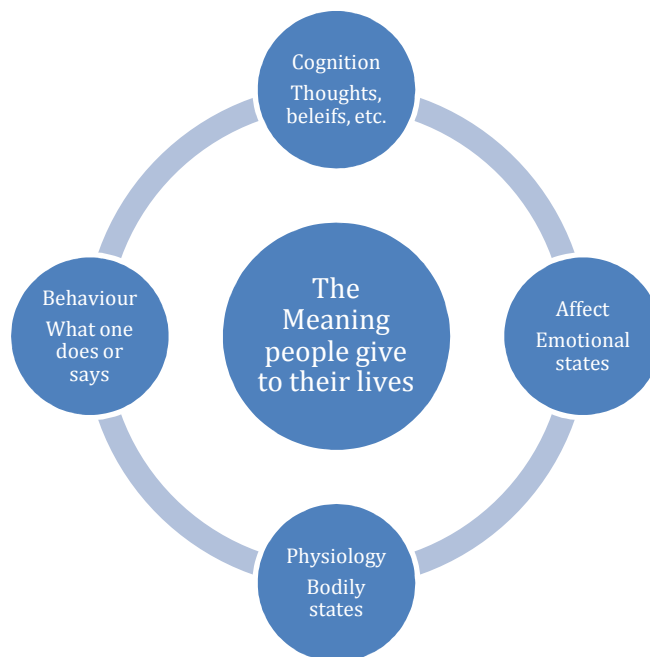 Cognition
Thoughts,
beleifs, etc.
Behaviour
What one
does or
says
The
Meaning
people give
to their lives
Affect
Emotional
states
Physiology
Bodily
states